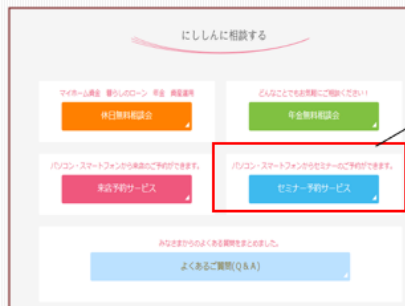 にししんに相談する
マイホーム資金 暮らしのローン 年金 資産運用
休日無料相談会
どんなことでもお気軽にご相談ください！
年金無料相談会
パソコン・スマートフォンから来店のご予約ができます。
来店予約サービス
パソコン・スマートフォンからセミナーのご予約ができます。
セミナー予約サービス
みなさまからのよくある質問をまとめました。
よくあるご質問(Q&A)